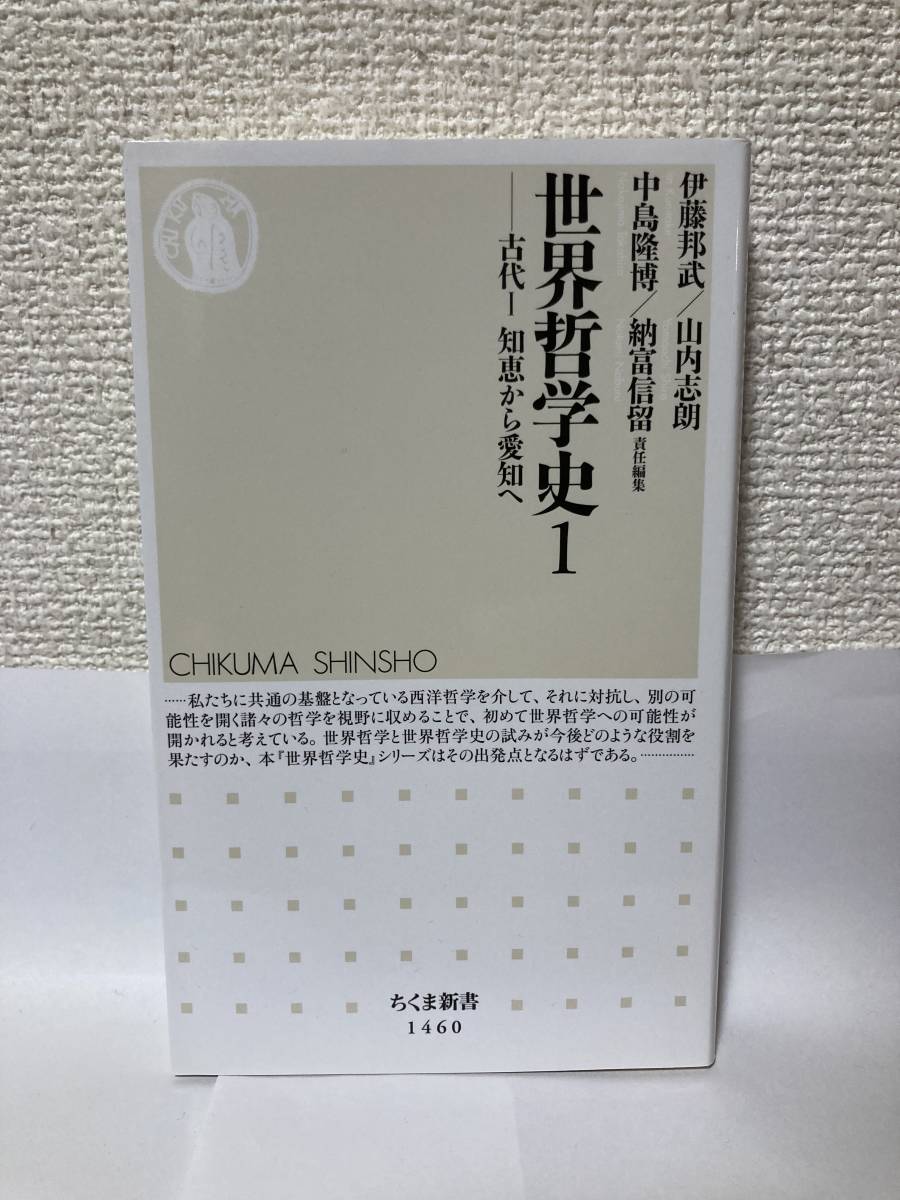 伊藤邦武/山内志朗
中島隆博/納富信留 責任編集
世界哲学史1
──古代Ⅰ 知恵から愛知へ
CHIKUMA
CHIKUMA SHINSHO
……私たちに共通の基盤となっている西洋哲学を介して、それに対抗し、別の可
能性を開く諸々の哲学を視野に収めることで、初めて世界哲学への可能性が
開かれると考えている。世界哲学と世界哲学史の試みが今後どのような役割を
果たすのか、本『世界哲学史』シリーズはその出発点となるはずである。……………
ちくま新書
1460